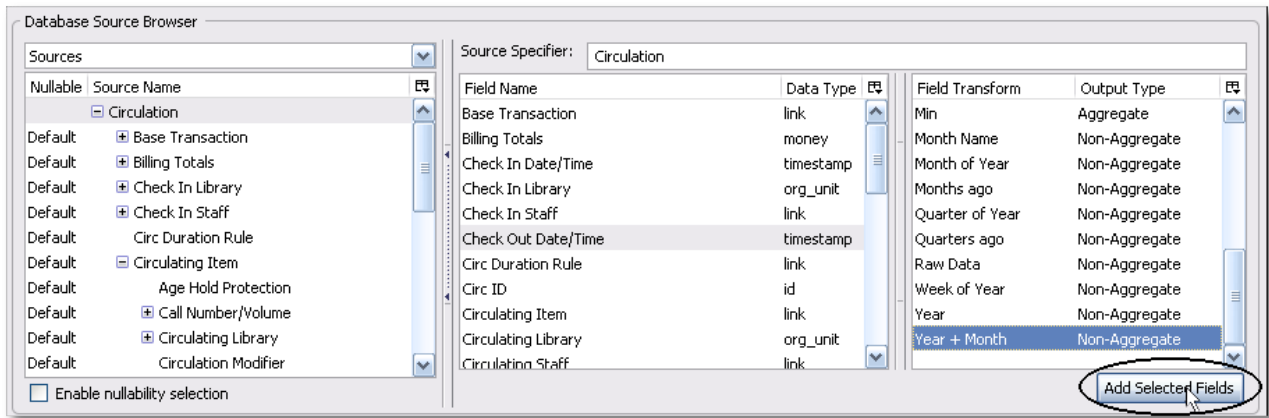 Database Source Browser
Sources
Nullable Source Name
Circulation
Default Base Transaction
Default Billing Totals
Default Check In Library
Default Check In Staff
Default Circ Duration Rule
Default Circulating Item
Default Age Hold Protection
Default Call Number/Volume
Default Circulating Library
Default Circulation Modifier
Enable nullability selection
Source Specifier: Circulation
Field Name Data Type
Base Transaction link
Billing Totals money
Check In Date/Time timestamp
Check In Library org_unit
Check In Staff link
Check Out Date/Time timestamp
Circ Duration Rule link
Circ ID id
Circulating Item link
Circulating Library org_unit
Circulating Staff link
Field Transform Output Type
Min Aggregate
Month Name Non-Aggregate
Month of Year Non-Aggregate
Months ago Non-Aggregate
Quarter of Year Non-Aggregate
Quarters ago Non-Aggregate
Raw Data Non-Aggregate
Week of Year Non-Aggregate
Year Non-Aggregate
Year + Month Non-Aggregate
Add Selected Fields